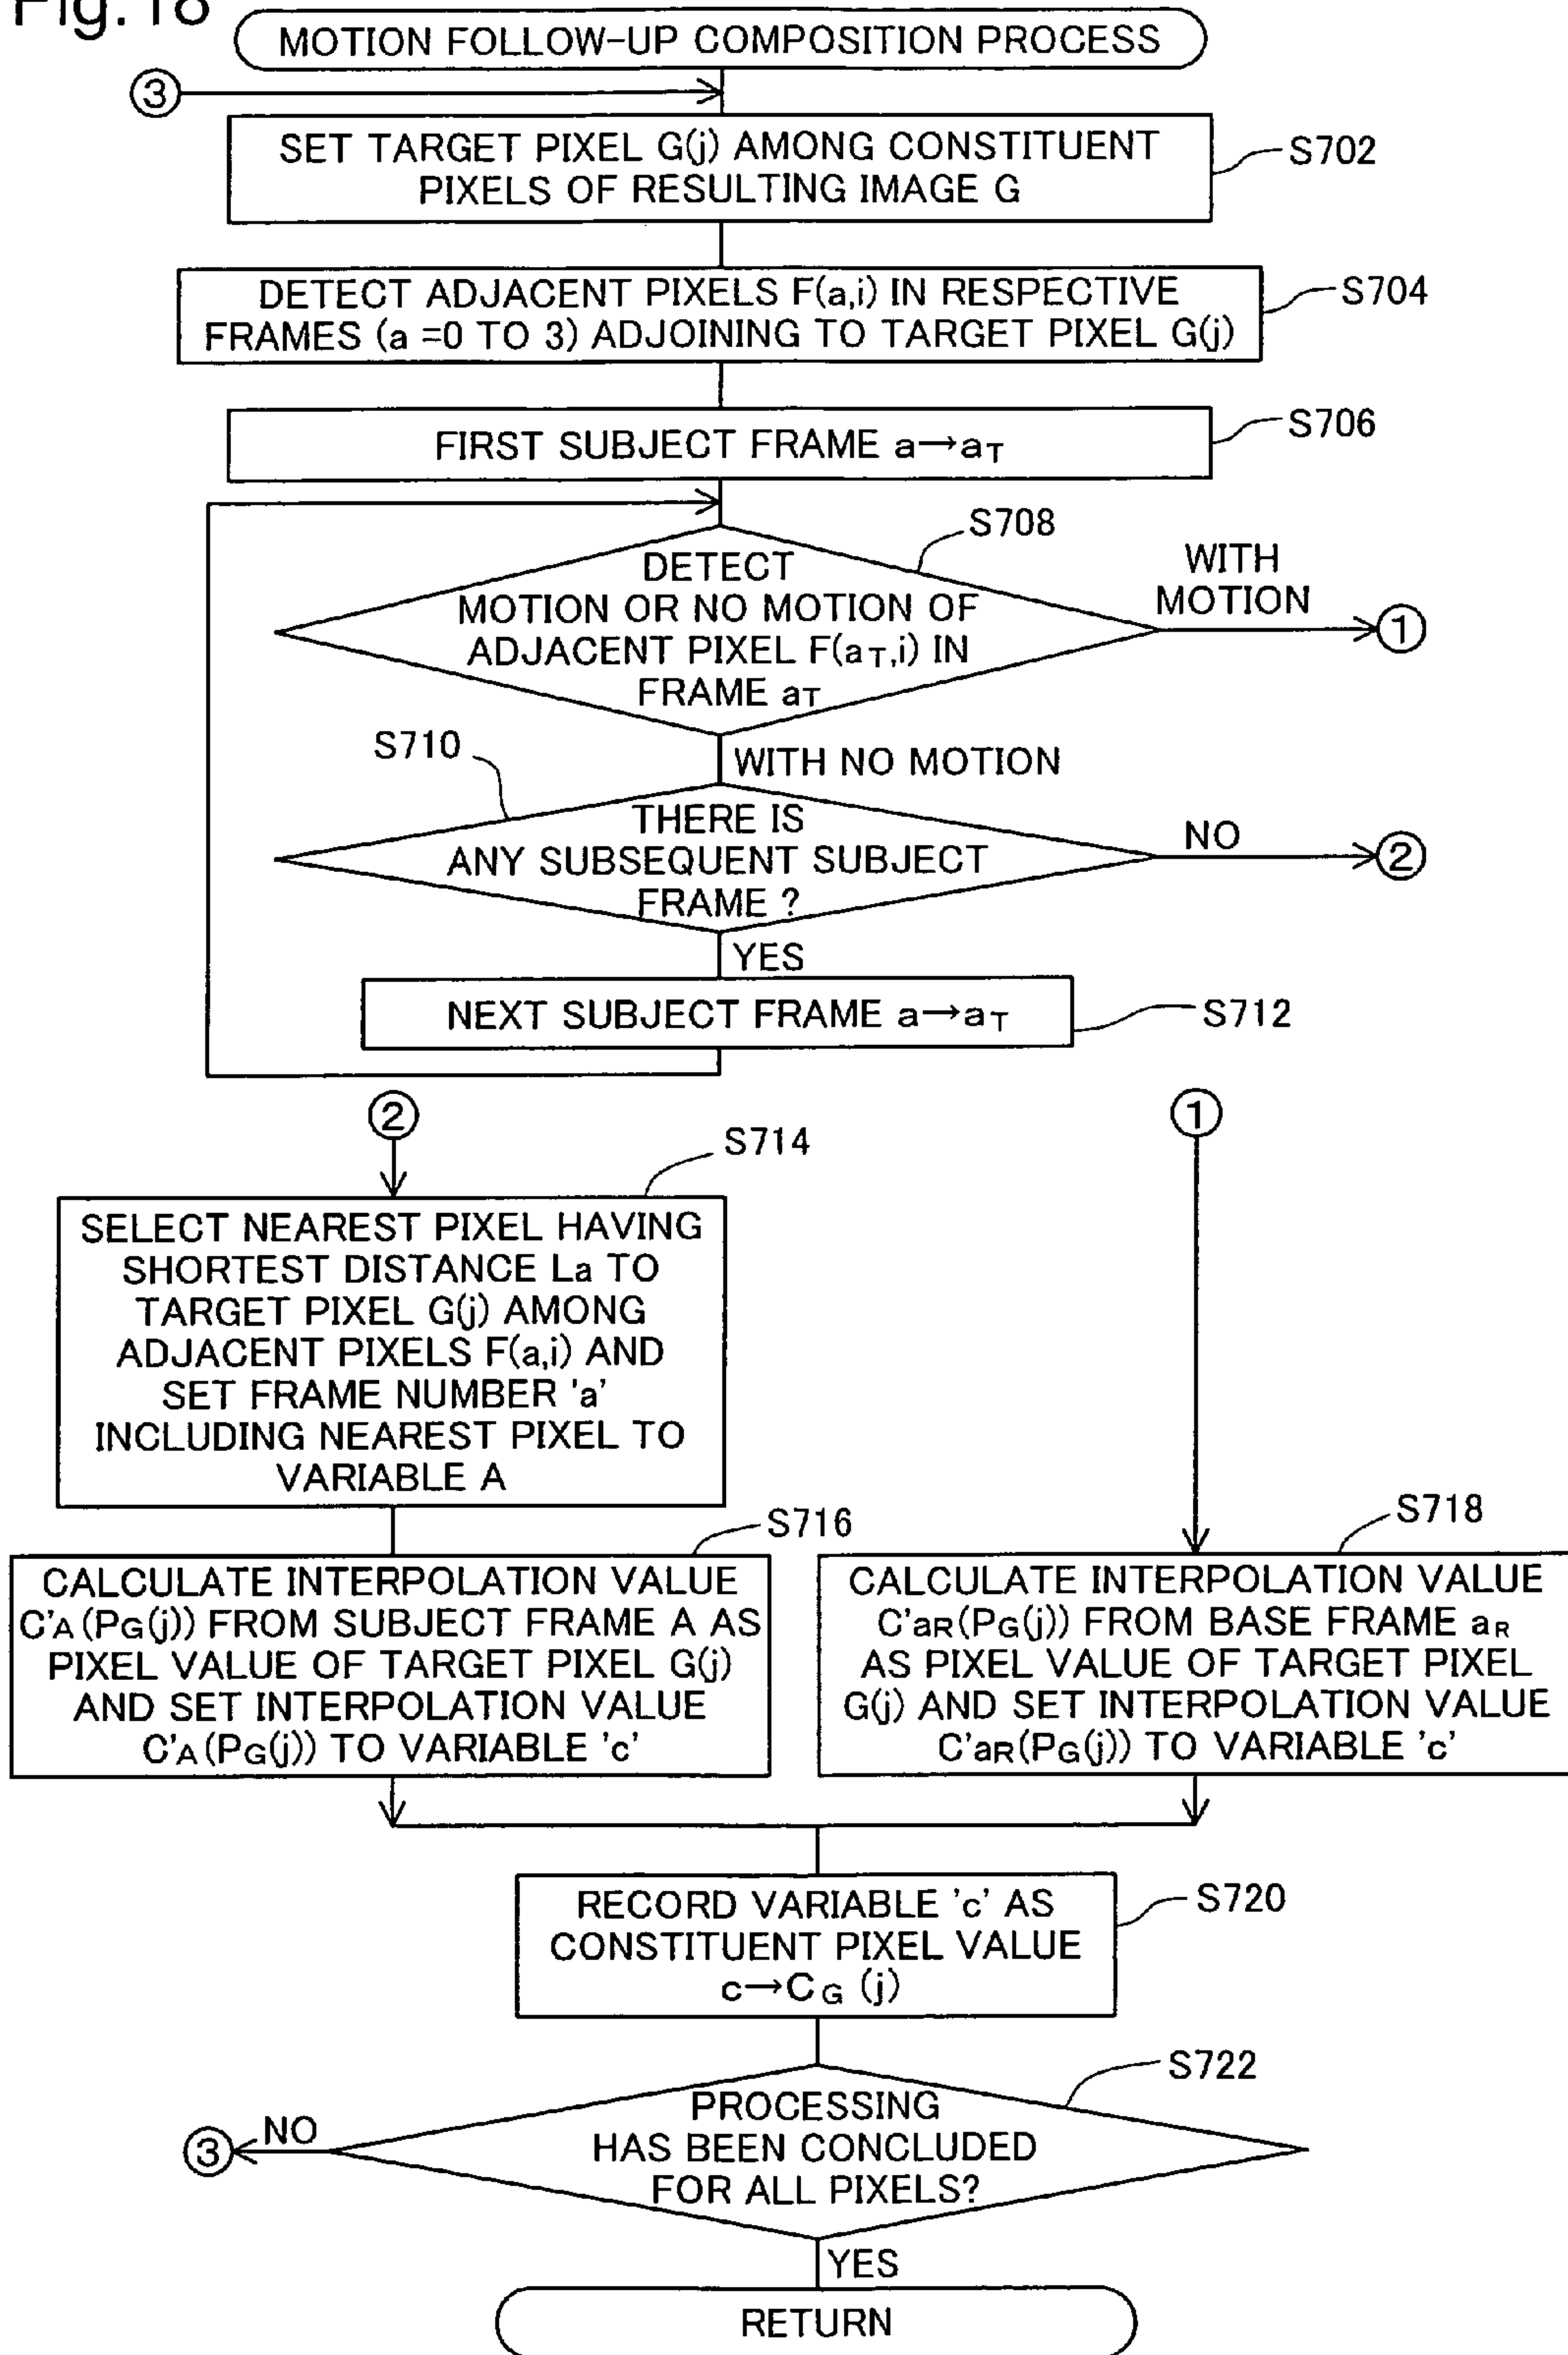 Fig.18
MOTION FOLLOW-UP COMPOSITION PROCESS
③
SET TARGET PIXEL G(j) AMONG CONSTITUENT
PIXELS OF RESULTING IMAGE G
S702
DETECT ADJACENT PIXELS F(a,i) IN RESPECTIVE
FRAMES (a =0 TO 3) ADJOINING TO TARGET PIXEL G(j)
S704
FIRST SUBJECT FRAME a→aT
S706
S708
DETECT
MOTION OR NO MOTION OF
ADJACENT PIXEL F(aT,i) IN
FRAME aT
WITH
MOTION
①
S710
WITH NO MOTION
THERE IS
ANY SUBSEQUENT SUBJECT
FRAME ?
NO
②
YES
NEXT SUBJECT FRAME a→aT
S712
②
①
S714
SELECT NEAREST PIXEL HAVING
SHORTEST DISTANCE La TO
TARGET PIXEL G(j) AMONG
ADJACENT PIXELS F(a,i) AND
SET FRAME NUMBER 'a'
INCLUDING NEAREST PIXEL TO
VARIABLE A
S716
CALCULATE INTERPOLATION VALUE
C'A(PG(j)) FROM SUBJECT FRAME A AS
PIXEL VALUE OF TARGET PIXEL G(j)
AND SET INTERPOLATION VALUE
C'A(PG(j)) TO VARIABLE 'c'
S718
CALCULATE INTERPOLATION VALUE
C'aR(PG(j)) FROM BASE FRAME aR
AS PIXEL VALUE OF TARGET PIXEL
G(j) AND SET INTERPOLATION VALUE
C'aR(PG(j)) TO VARIABLE 'c'
RECORD VARIABLE 'c' AS
CONSTITUENT PIXEL VALUE
c→CG (j)
S720
S722
PROCESSING
HAS BEEN CONCLUDED
FOR ALL PIXELS?
NO
③
YES
RETURN